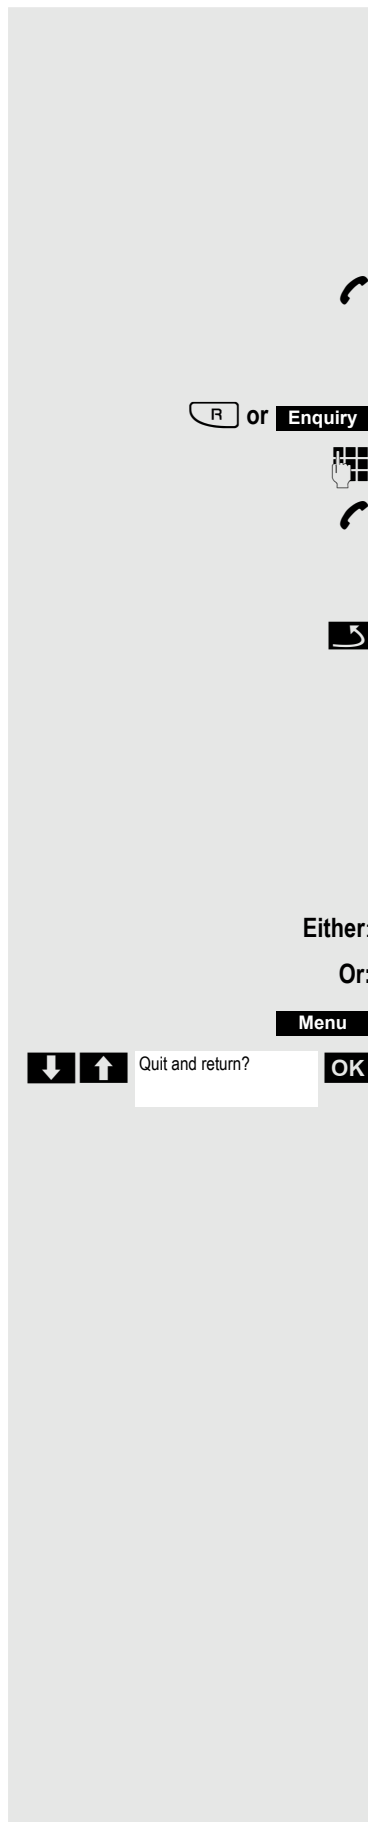 R or Enquiry
Either:
Or:
Menu
Quit and return? OK